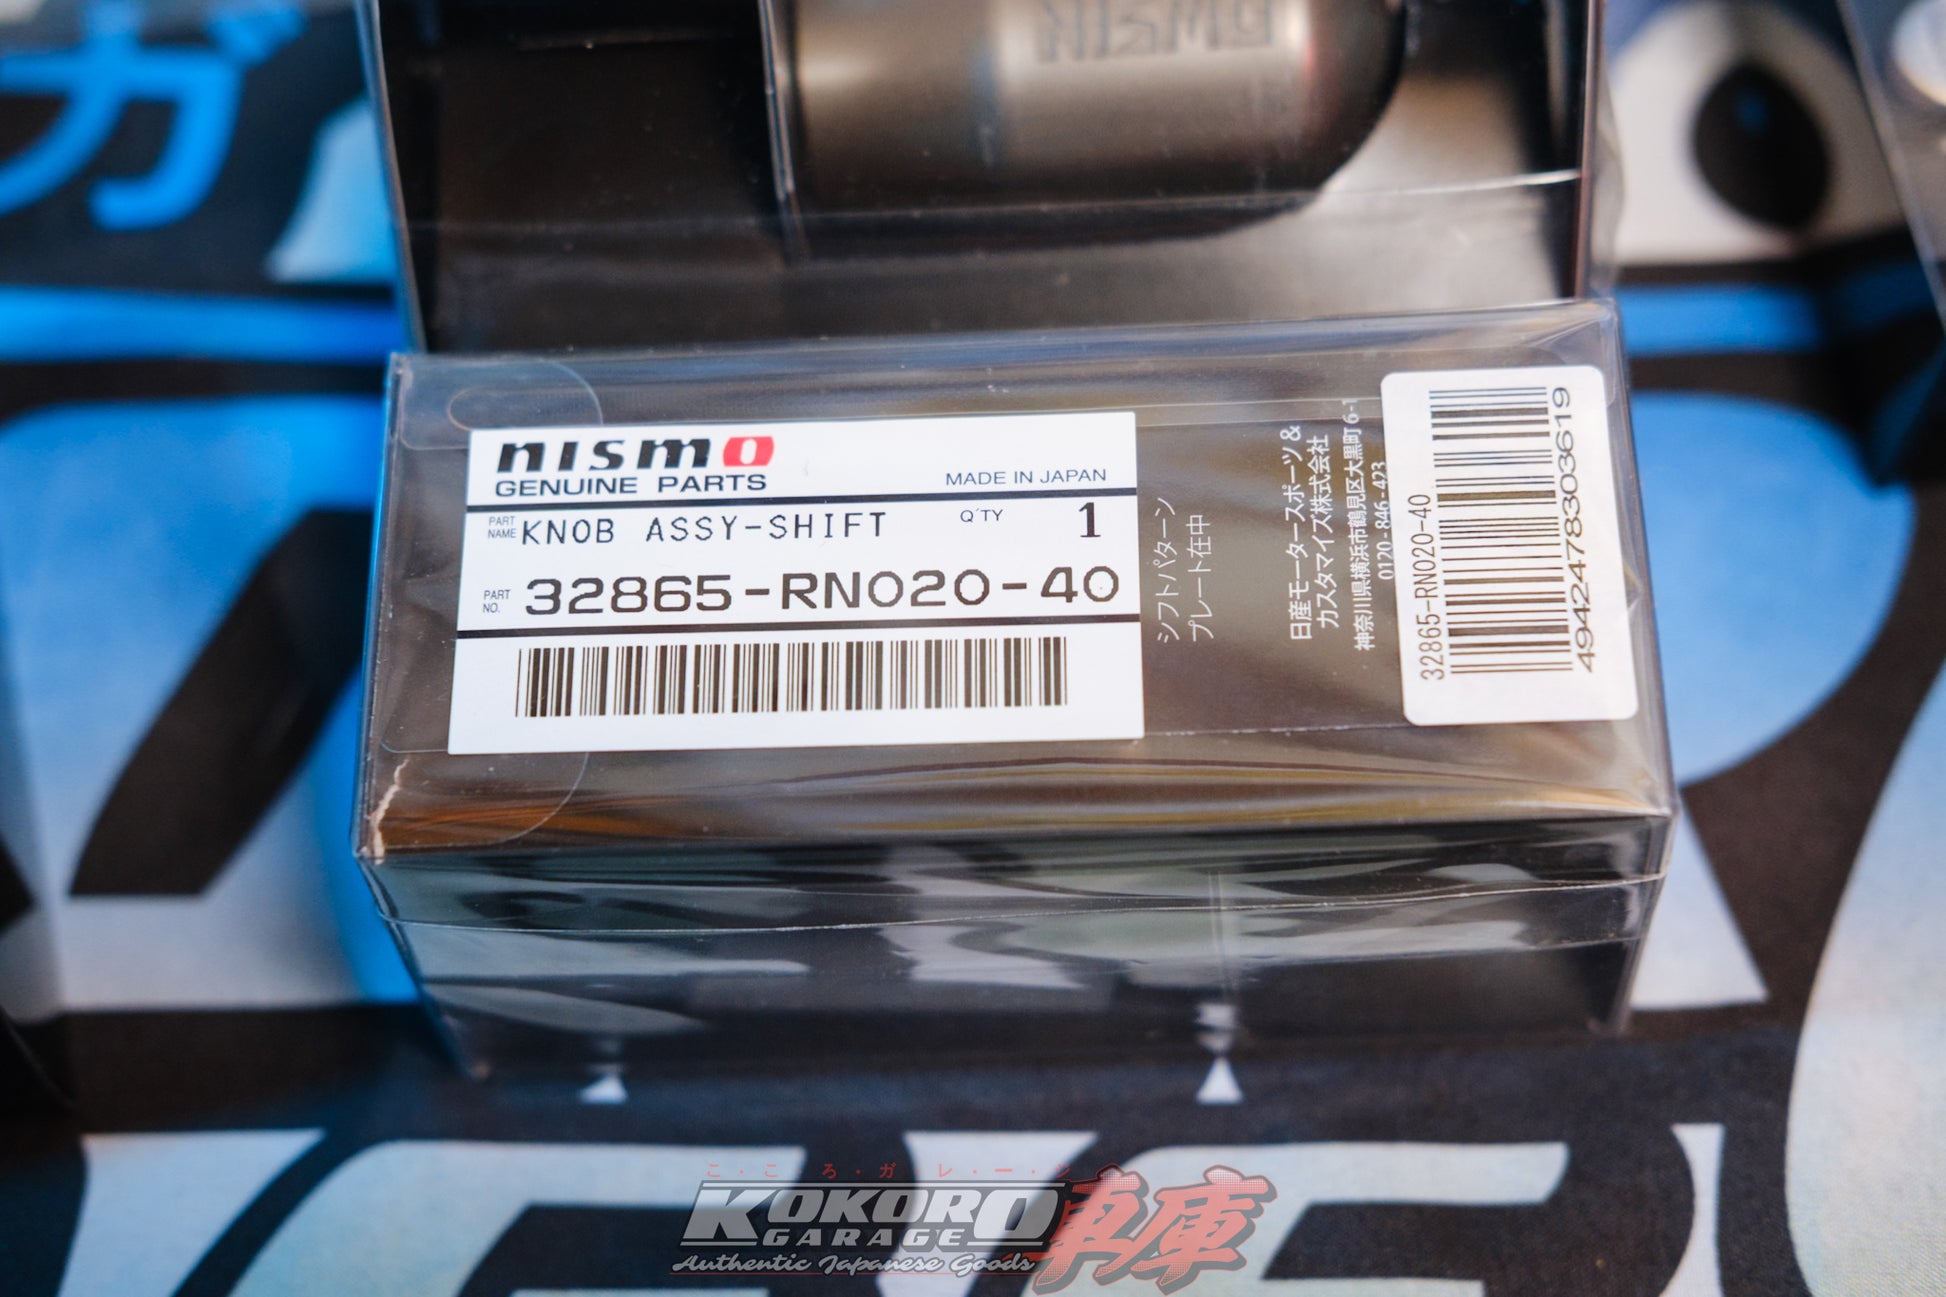 ガ
nismo
GENUINE PARTS
MADE IN JAPAN
PART NAME
KNOB ASSY-SHIFT
Q'TY
1
PART NO.
32865-RN020-40
シフトパターン
プレート在中
日産モータースポーツ&
カスタマイズ株式会社
神奈川県横浜市鶴見区大黒町 6-1
0120-846-423
32865-RN020-40
4942478303619
こ・こ・ろ・ガ・レ・ー・ジ
KOKORO
GARAGE
車庫
Authentic Japanese Goods